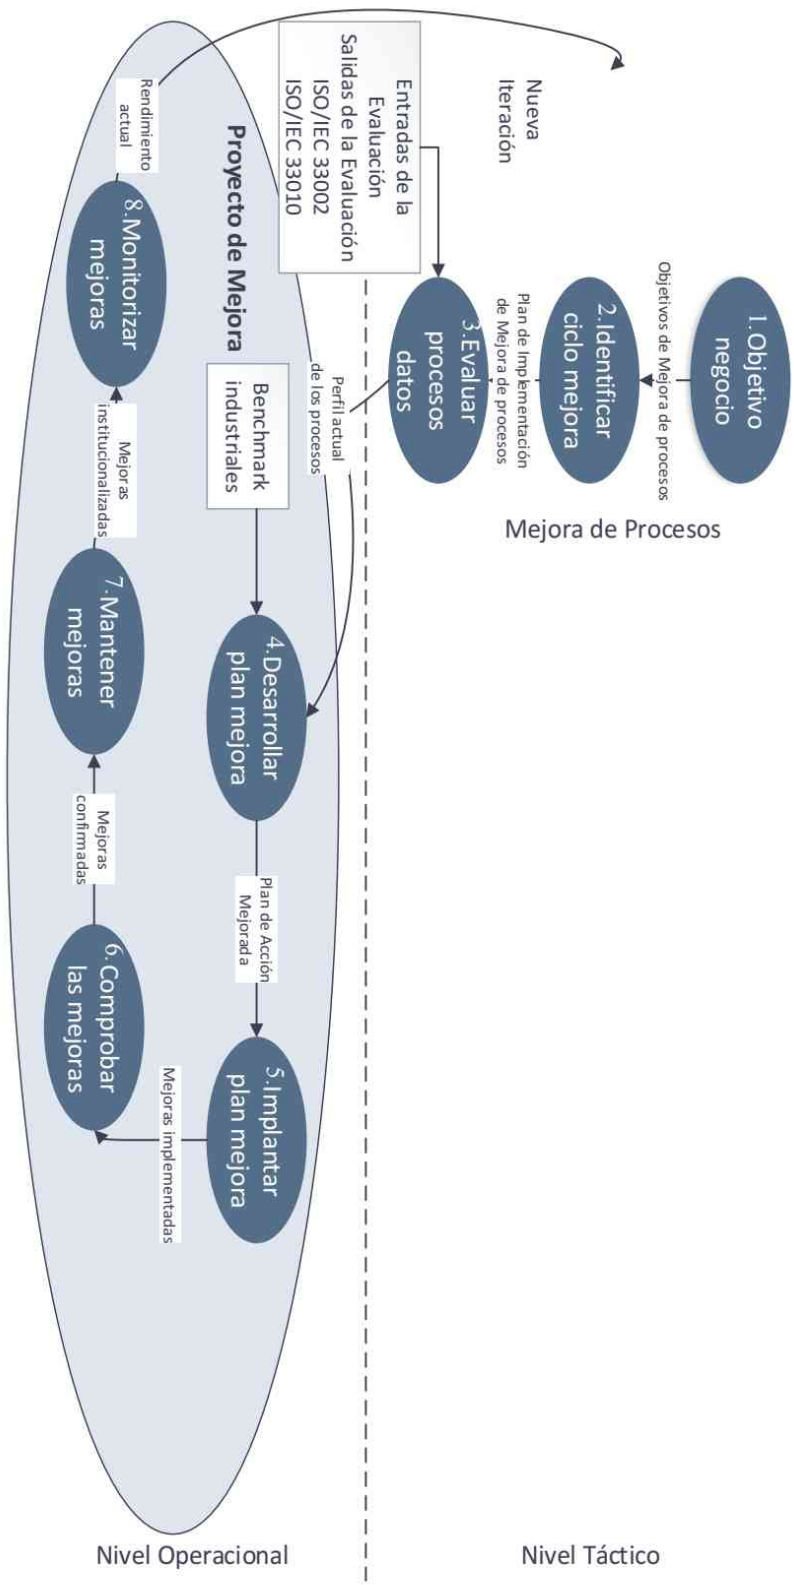 Mejora de Procesos
Nivel Táctico
1.Objetivo
negocio
Objetivos de Mejora de procesos
2.Identificar
ciclo mejora
Plan de Implementación
de Mejora de procesos
Nueva
Iteración
Entradas de la
Evaluación
Salidas de la Evaluación
ISO/IEC 33002
ISO/IEC 33010
3.Evaluar
procesos
datos
Perfil actual
de los procesos
Nivel Operacional
Proyecto de Mejora
Benchmark
industriales
4.Desarrollar
plan mejora
Plan de Acción
Mejorada
5.Implantar
plan mejora
Mejoras implementadas
6.Comprobar
las mejoras
Mejoras
confirmadas
7.Mantener
mejoras
Mejoras
institucionalizadas
8.Monitorizar
mejoras
Rendimiento
actual